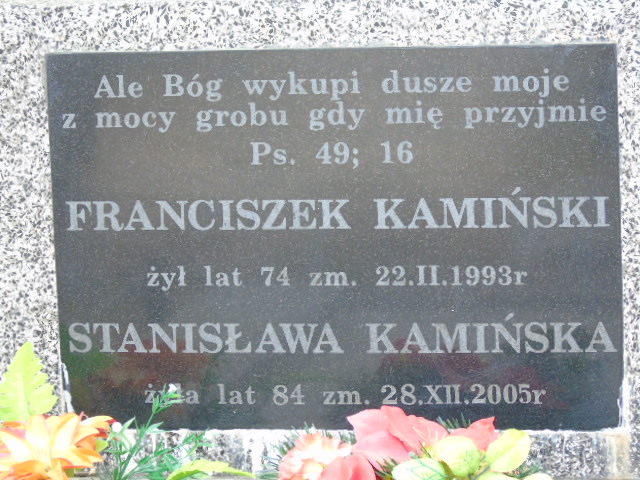 Ale Bóg wykupi dusze moje
z mocy grobu gdy mię przyjmie
Ps. 49; 16
FRANCISZEK KAMIŃSKI
żył lat 74 zm. 22.II.1993r
STANISŁAWA KAMIŃSKA
żyła lat 84 zm. 28.XII.2005r